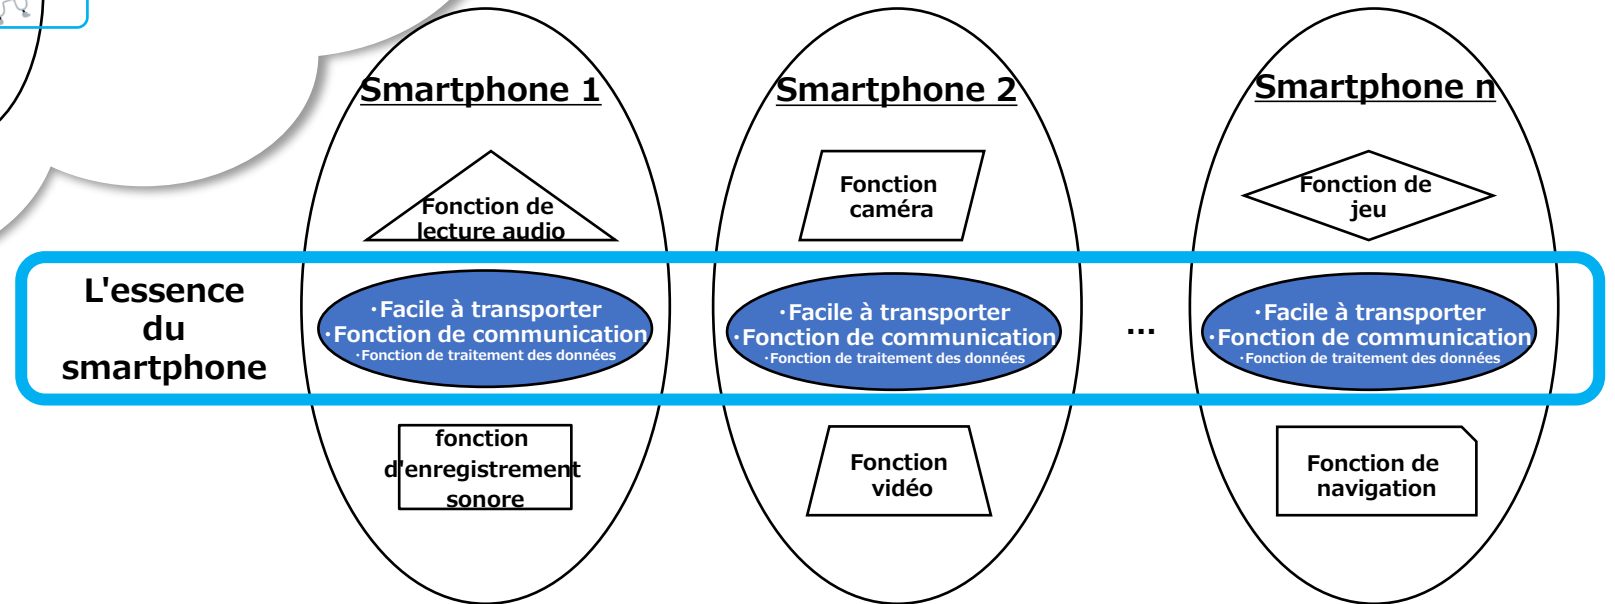 Smartphone 1
Fonction de
lecture audio
・Facile à transporter
・Fonction de communication
・Fonction de traitement des données
fonction
d'enregistrement
sonore
Smartphone 2
Fonction
caméra
・Facile à transporter
・Fonction de communication
・Fonction de traitement des données
Fonction
vidéo
...
Smartphone n
Fonction de
jeu
・Facile à transporter
・Fonction de communication
・Fonction de traitement des données
Fonction de
navigation
L'essence
du
smartphone